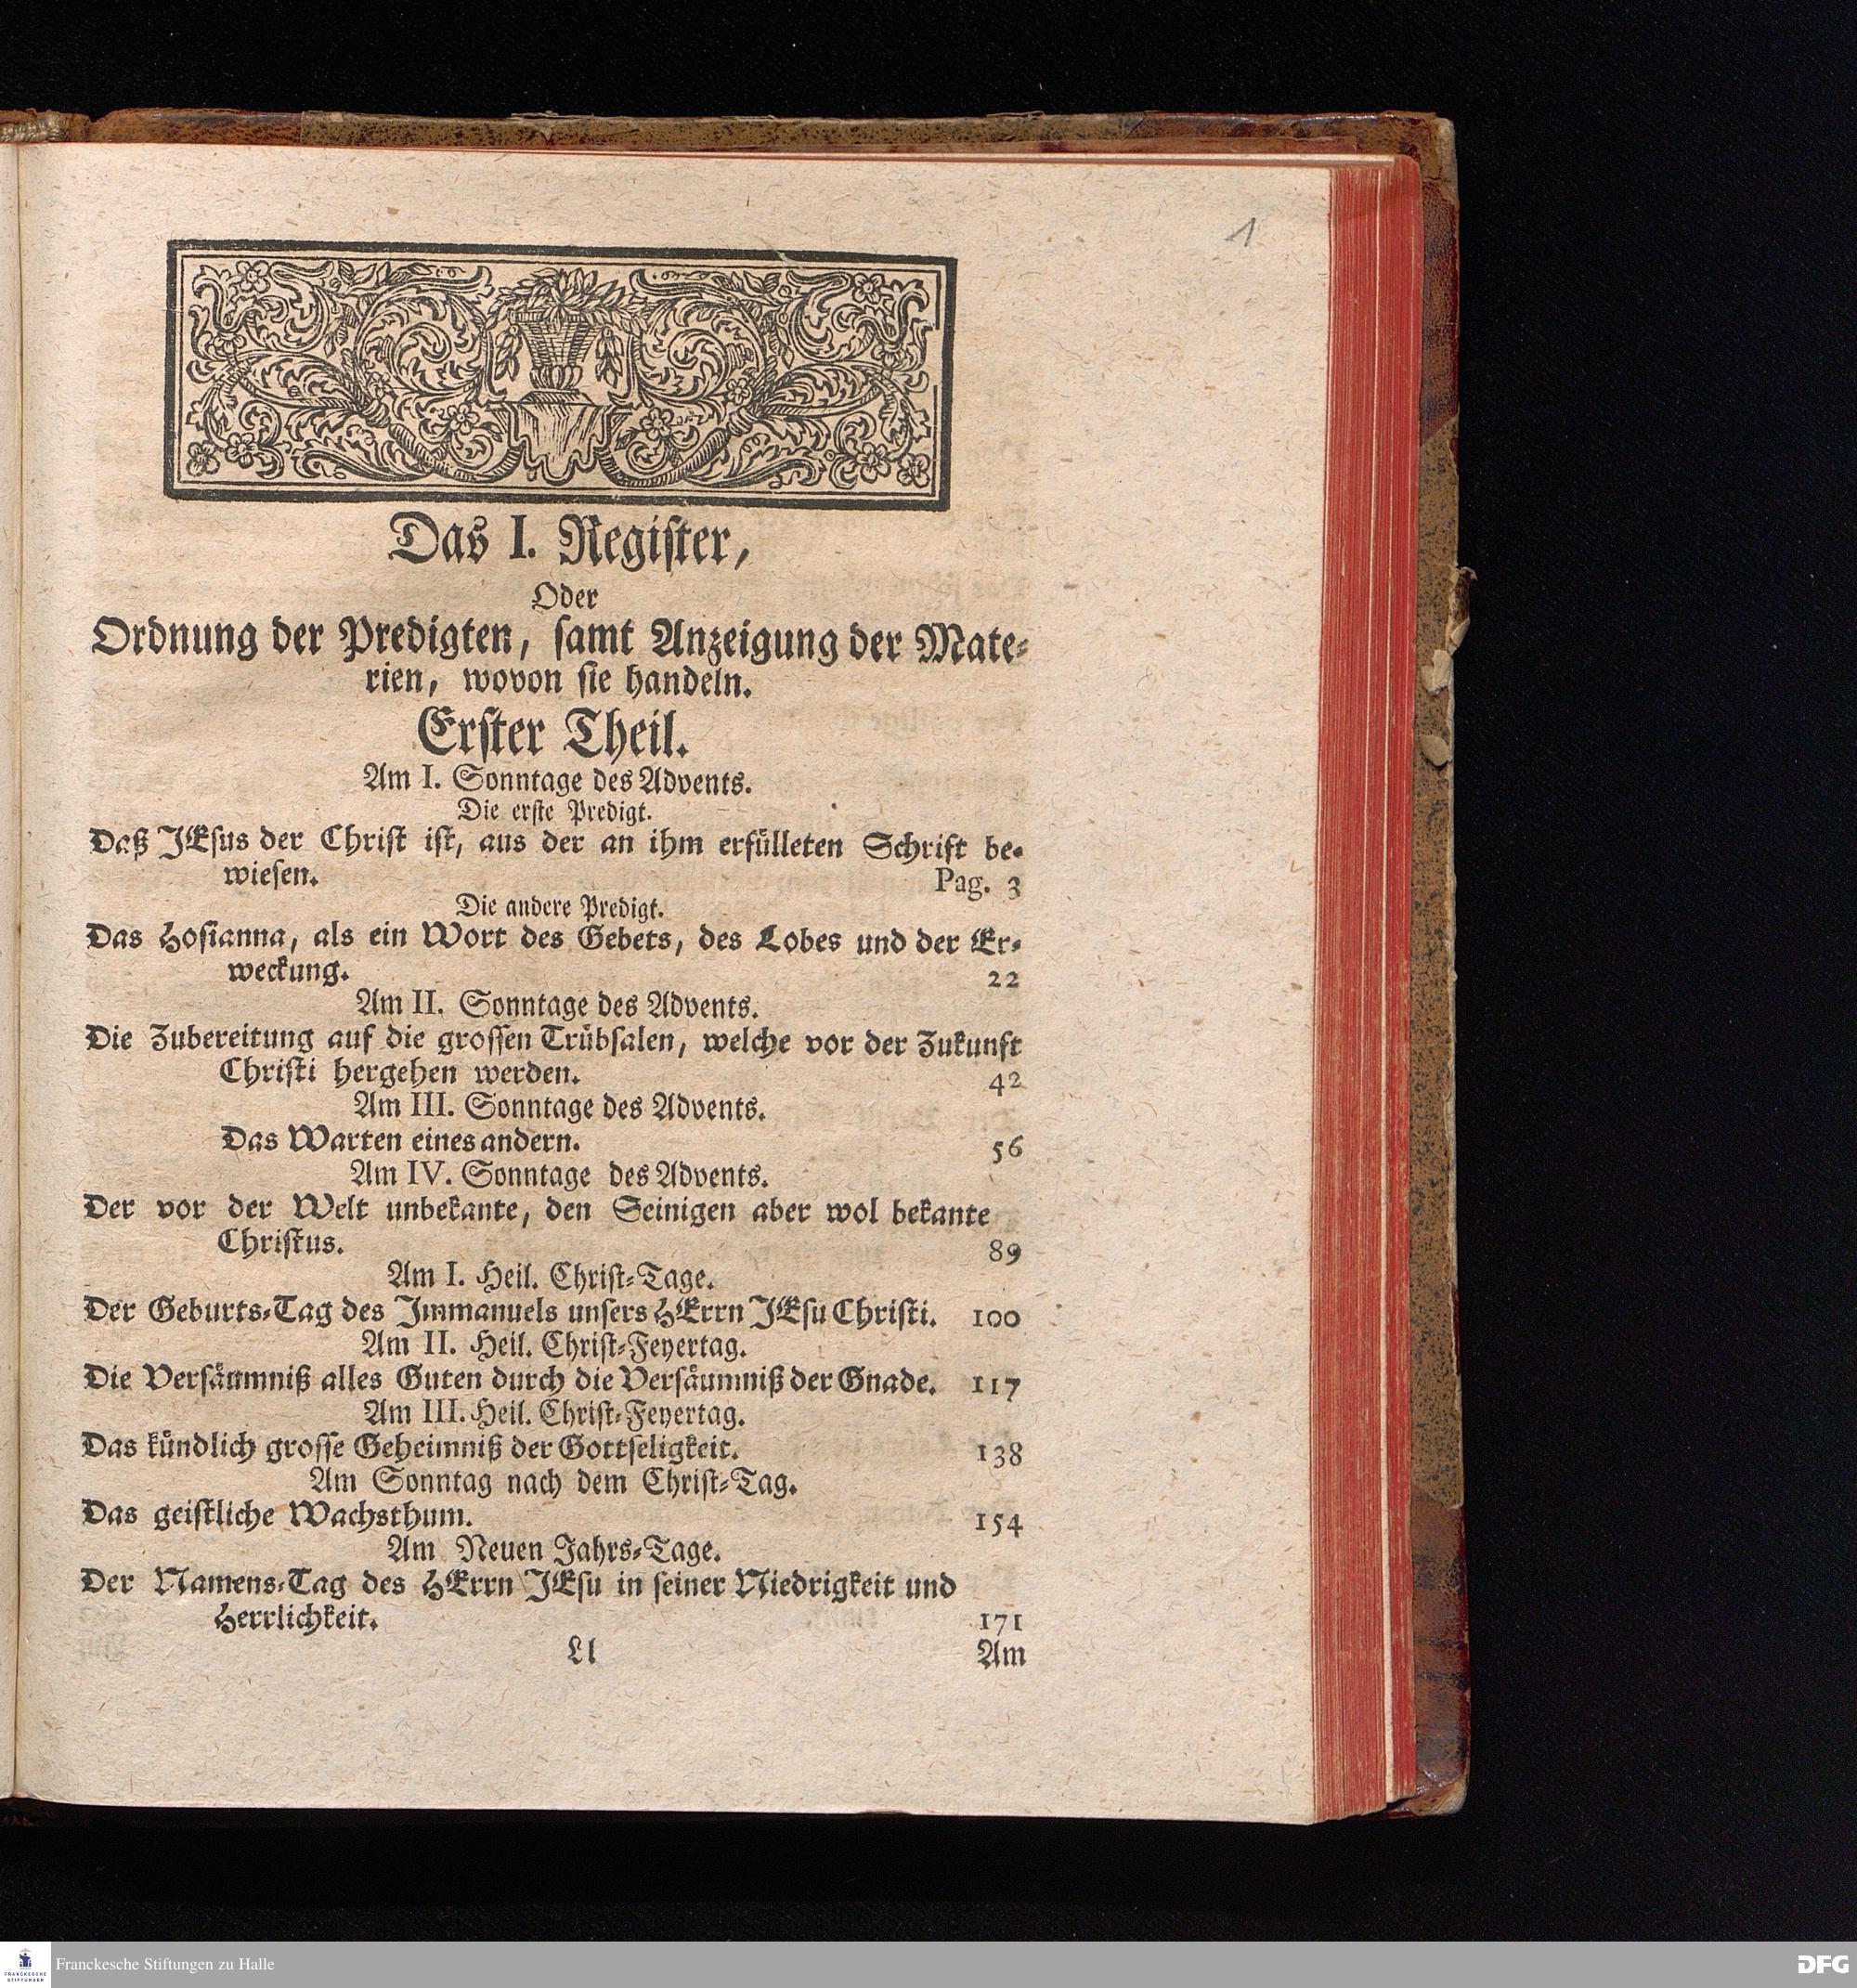 1
Das I. Register,
Oder
Ordnung der Predigten, samt Anzeigung der Mate-
rien, wovon sie handeln.
Erster Theil.
Am I. Sonntage des Advents.
Die erste Predigt.
Daß JEsus der Christ ist, aus der an ihm erfülleten Schrift be-
wiesen. Pag. 3
Die andere Predigt.
Das Hosianna, als ein Wort des Gebets, des Lobes und der Er-
weckung. 22
Am II. Sonntage des Advents.
Die Zubereitung auf die grossen Trübsalen, welche vor der Zukunft
Christi hergehen werden. 42
Am III. Sonntage des Advents.
Das Warten eines andern. 56
Am IV. Sonntage des Advents.
Der vor der Welt unbekante, den Seinigen aber wol bekante
Christus. 89
Am I. Heil. Christ-Tage.
Der Geburts-Tag des Immanuels unsers HErrn JEsu Christi. 100
Am II. Heil. Christ-Feyertag.
Die Versäumniß alles Guten durch die Versäumniß der Gnade. 117
Am III. Heil. Christ-Feyertag.
Das kündlich grosse Geheimniß der Gottseligkeit. 138
Am Sonntag nach dem Christ-Tag.
Das geistliche Wachsthum. 154
Am Neuen Jahrs-Tage.
Der Namens-Tag des HErrn JEsu in seiner Niedrigkeit und
Herrlichkeit. 171
Ll Am
FRANCKESCHE
STIFTUNGEN
Franckesche Stiftungen zu Halle
DFG